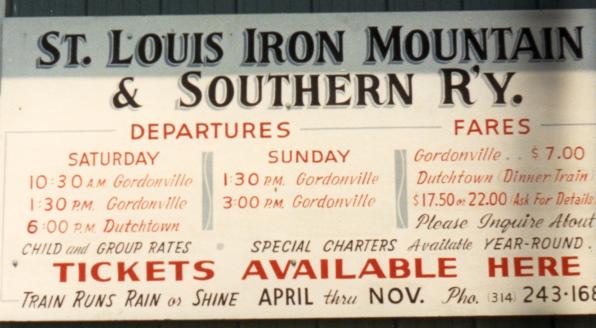 ST. LOUIS IRON MOUNTAIN
& SOUTHERN R'Y.
DEPARTURES
SATURDAY
10:30 A.M. Gordonville
1:30 P.M. Gordonville
6:00 P.M. Dutchtown
SUNDAY
1:30 P.M. Gordonville
3:00 P.M. Gordonville
FARES
Gordonville . . $7.00
Dutchtown (Dinner Train)
$17.50 or 22.00 (Ask For Details
Please Inquire About
CHILD and GROUP RATES SPECIAL CHARTERS Available YEAR-ROUND.
TICKETS AVAILABLE HERE
TRAIN RUNS RAIN or SHINE APRIL thru NOV. Pho. (314) 243-168